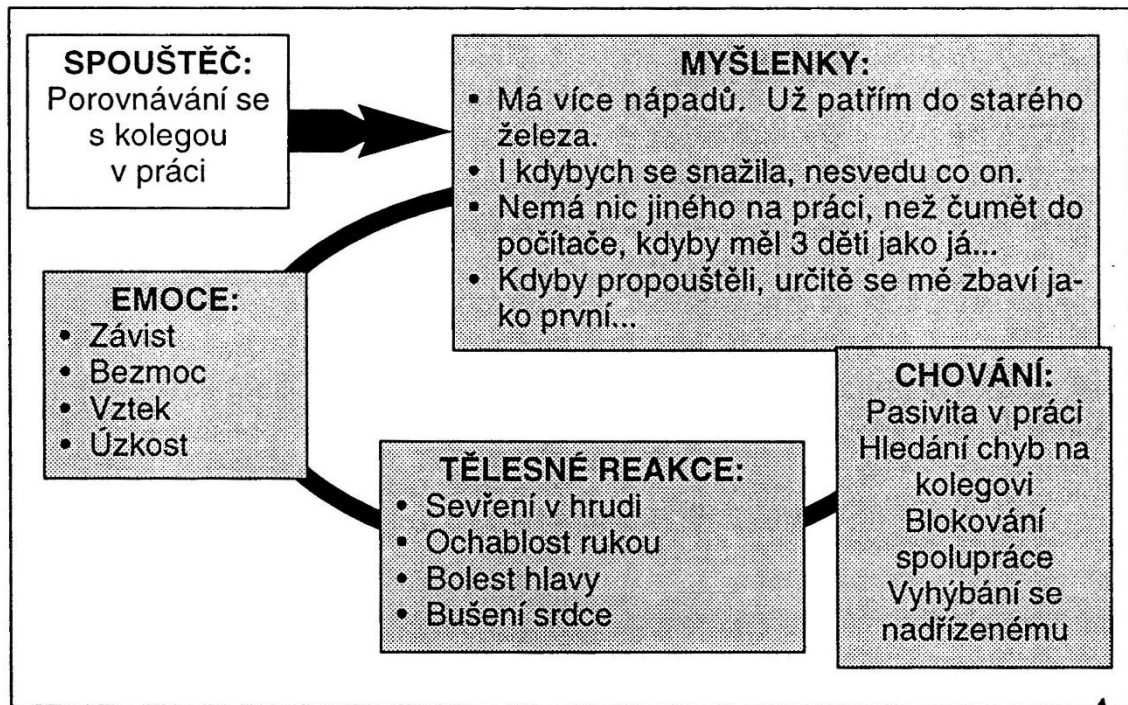 SPOUŠTĚČ:
Porovnávání se
s kolegou
v práci
MYŠLENKY:
▪ Má více nápadů. Už patřím do starého
železa.
▪ I kdybych se snažila, nesvedu co on.
▪ Nemá nic jiného na práci, než čumět do
počítače, kdyby měl 3 děti jako já...
▪ Kdyby propouštěli, určitě se mě zbaví ja-
ko první...
EMOCE:
• Závist
• Bezmoc
• Vztek
• Úzkost
TĚLESNÉ REAKCE:
• Sevření v hrudi
▪ Ochablost rukou
• Bolest hlavy
• Bušení srdce
CHOVÁNÍ:
Pasivita v práci
Hledání chyb na
kolegovi
Blokování
spolupráce
Vyhýbání se
nadřízenému